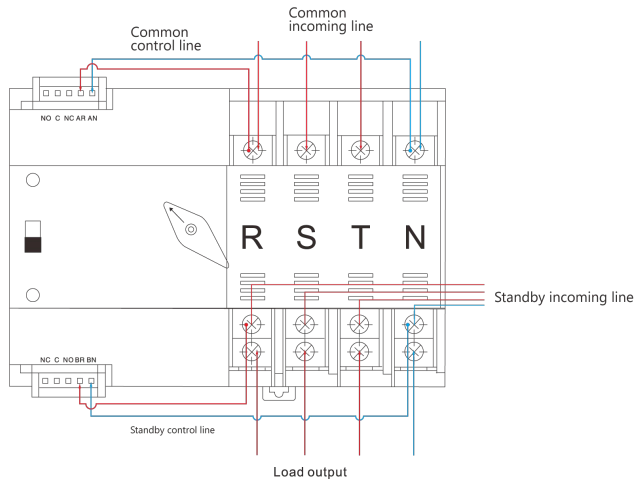 Common
control line
Common
incoming line
NO C NC AR AN
R S T N
Standby incoming line
NC C NO BR BN
Standby control line
Load output